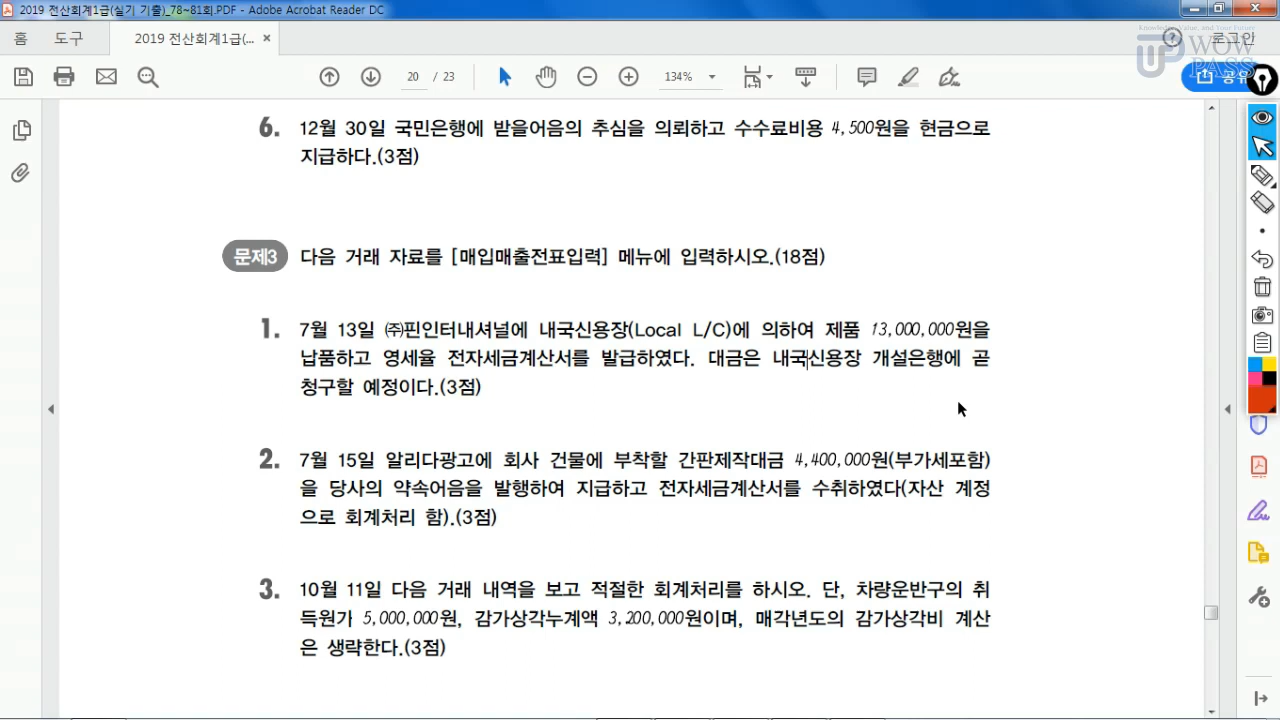 2019 전산회계1급(실기 기출)_78~81회.PDF - Adobe Acrobat Reader DC
홈 도구 2019 전산회계1급(... × ? 로그인
Knowledge, Value, and Your Future
UP WOW PASS
20 / 23 134% 공유
6. 12월 30일 국민은행에 받을어음의 추심을 의뢰하고 수수료비용 4,500원을 현금으로
지급하다.(3점)
문제3 다음 거래 자료를 [매입매출전표입력] 메뉴에 입력하시오.(18점)
1. 7월 13일 ㈜핀인터내셔널에 내국신용장(Local L/C)에 의하여 제품 13,000,000원을
납품하고 영세율 전자세금계산서를 발급하였다. 대금은 내국신용장 개설은행에 곧
청구할 예정이다.(3점)
2. 7월 15일 알리다광고에 회사 건물에 부착할 간판제작대금 4,400,000원(부가세포함)
을 당사의 약속어음을 발행하여 지급하고 전자세금계산서를 수취하였다(자산 계정
으로 회계처리 함).(3점)
3. 10월 11일 다음 거래 내역을 보고 적절한 회계처리를 하시오. 단, 차량운반구의 취
득원가 5,000,000원, 감가상각누계액 3,200,000원이며, 매각년도의 감가상각비 계산
은 생략한다.(3점)